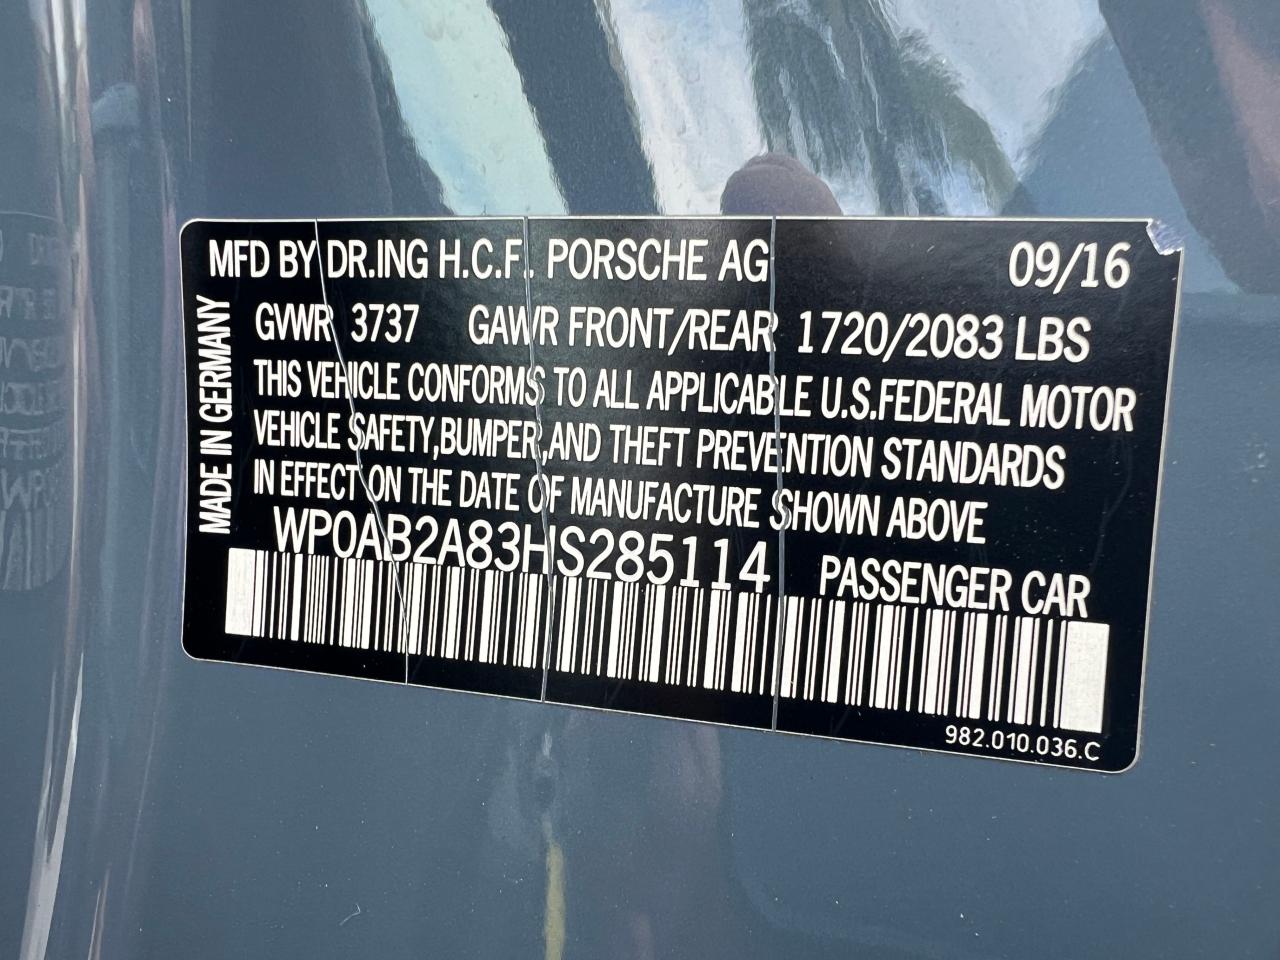 MFD BY DR.ING H.C.F. PORSCHE AG 09/16
GVWR 3737 GAWR FRONT/REAR 1720/2083 LBS
THIS VEHICLE CONFORMS TO ALL APPLICABLE U.S.FEDERAL MOTOR
VEHICLE SAFETY,BUMPER,AND THEFT PREVENTION STANDARDS
IN EFFECT ON THE DATE OF MANUFACTURE SHOWN ABOVE
WP0AB2A83HS285114 PASSENGER CAR
982.010.036.C
MADE IN GERMANY